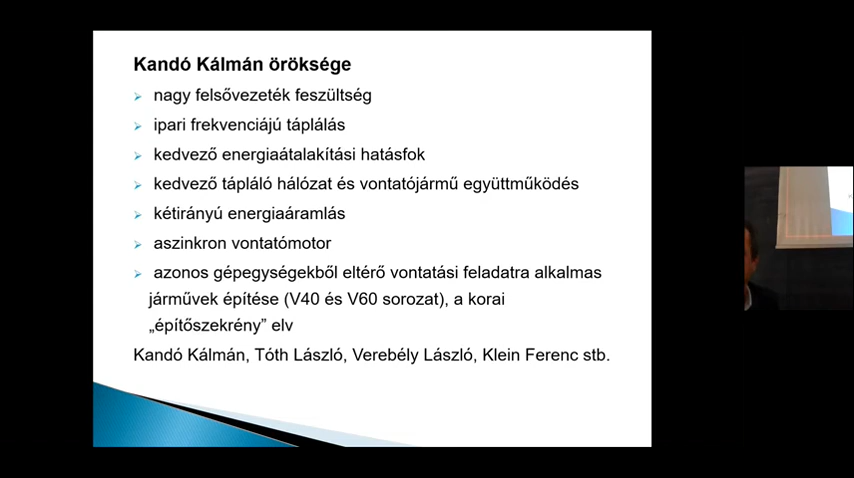 Kandó Kálmán öröksége
nagy felsővezeték feszültség
ipari frekvenciájú táplálás
kedvező energiaátalakítási hatásfok
kedvező tápláló hálózat és vontatójármű együttműködés
kétirányú energiaáramlás
aszinkron vontatómotor
azonos gépegységekből eltérő vontatási feladatra alkalmas
járművek építése (V40 és V60 sorozat), a korai
„építőszekrény” elv
Kandó Kálmán, Tóth László, Verebély László, Klein Ferenc stb.